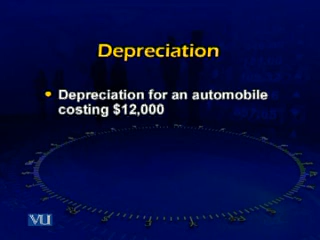 Depreciation
• Depreciation for an automobile
costing $12,000
VU